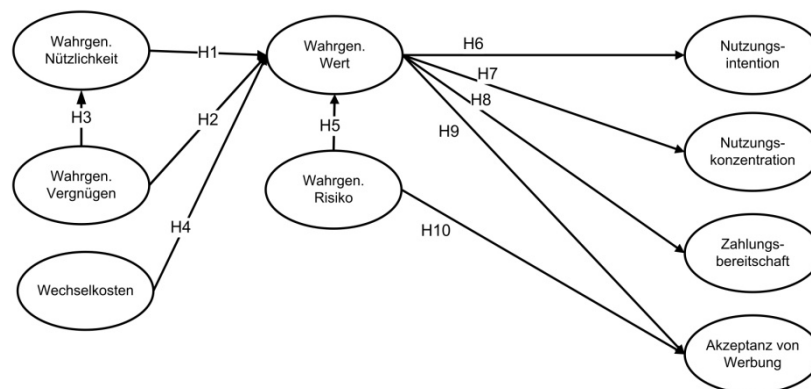 Wahrgen.
Nützlichkeit
H1
Wahrgen.
Wert
H6
Nutzungs-
intention
H7
H8
H3
H2
H5
H9
Nutzungs-
konzentration
Wahrgen.
Vergnügen
Wahrgen.
Risiko
H4
H10
Zahlungs-
bereitschaft
Wechselkosten
Akzeptanz von
Werbung